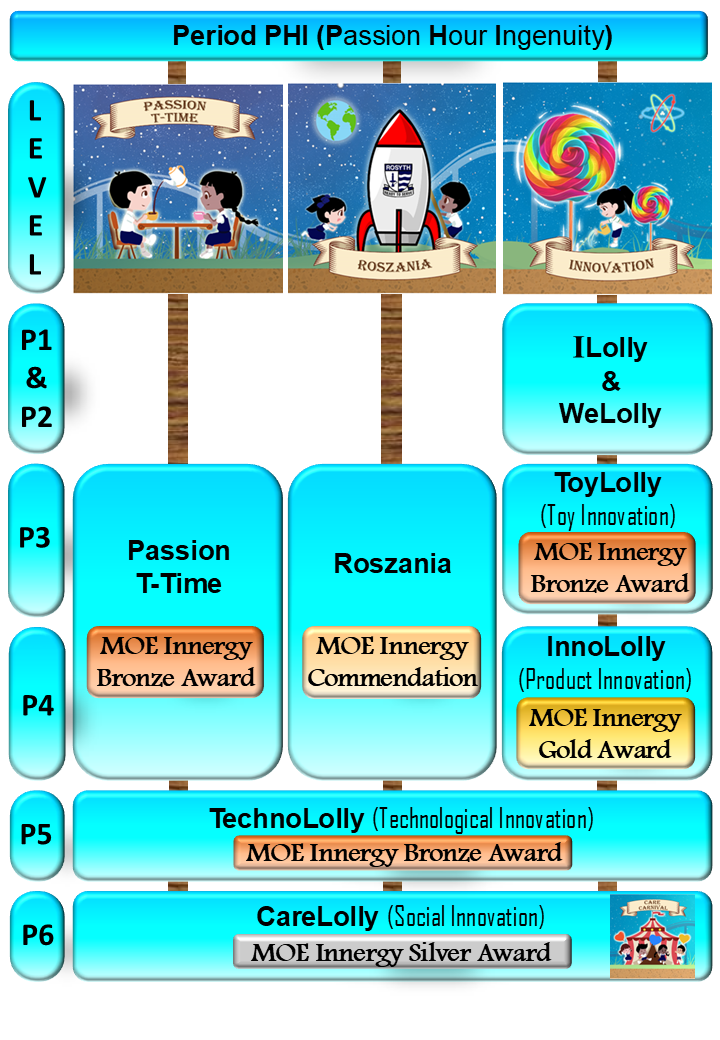 Period PHI (Passion Hour Ingenuity)
L
E
V
E
L
PASSION
T-TIME
ROSYTH
READY TO SERVE
ROSZANIA
INNOVATION
P1
&
P2
ILolly
&
WeLolly
P3
Passion
T-Time
MOE Innergy
Bronze Award
Roszania
MOE Innergy
Commendation
ToyLolly
(Toy Innovation)
MOE Innergy
Bronze Award
P4
InnoLolly
(Product Innovation)
MOE Innergy
Gold Award
P5
TechnoLolly (Technological Innovation)
MOE Innergy Bronze Award
P6
CareLolly (Social Innovation)
MOE Innergy Silver Award
CARE
CARNIVAL